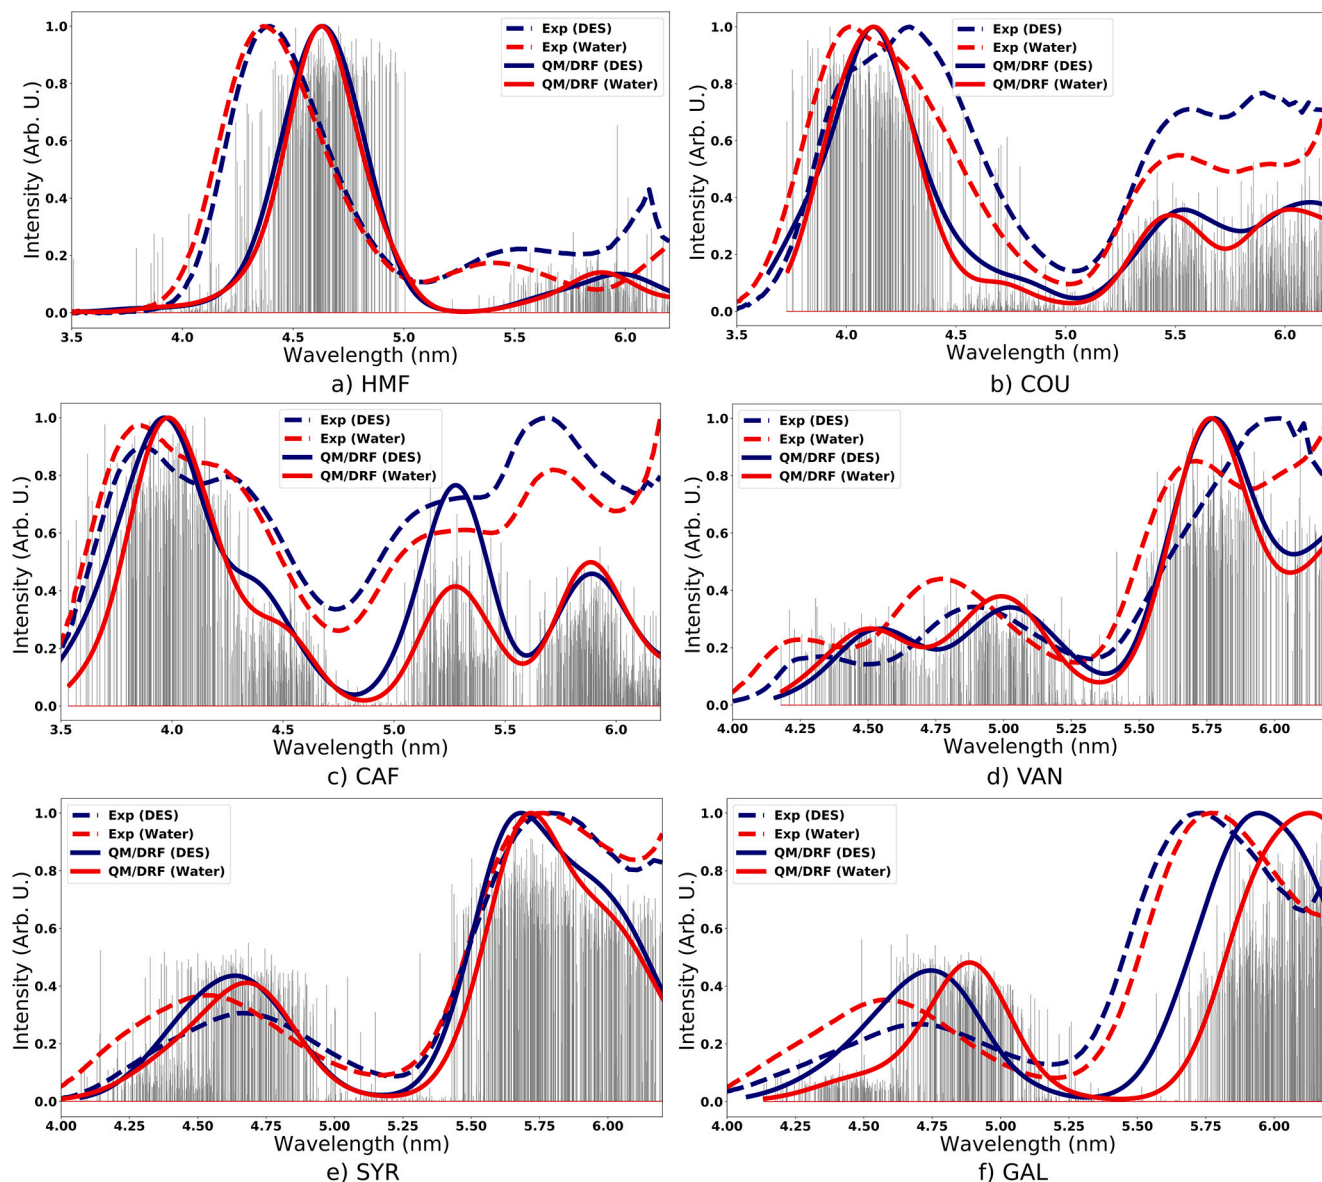 Intensity (Arb. U.)
1.0
0.8
0.6
0.4
0.2
0.0
Exp (DES)
Exp (Water)
QM/DRF (DES)
QM/DRF (Water)
3.5 4.0 4.5 5.0 5.5 6.0
Wavelength (nm)
a) HMF
Intensity (Arb. U.)
1.0
0.8
0.6
0.4
0.2
0.0
Exp (DES)
Exp (Water)
QM/DRF (DES)
QM/DRF (Water)
3.5 4.0 4.5 5.0 5.5 6.0
Wavelength (nm)
b) COU
Intensity (Arb. U.)
1.0
0.8
0.6
0.4
0.2
0.0
Exp (DES)
Exp (Water)
QM/DRF (DES)
QM/DRF (Water)
3.5 4.0 4.5 5.0 5.5 6.0
Wavelength (nm)
c) CAF
Intensity (Arb. U.)
1.0
0.8
0.6
0.4
0.2
0.0
Exp (DES)
Exp (Water)
QM/DRF (DES)
QM/DRF (Water)
4.00 4.25 4.50 4.75 5.00 5.25 5.50 5.75 6.00
Wavelength (nm)
d) VAN
Intensity (Arb. U.)
1.0
0.8
0.6
0.4
0.2
0.0
Exp (DES)
Exp (Water)
QM/DRF (DES)
QM/DRF (Water)
4.00 4.25 4.50 4.75 5.00 5.25 5.50 5.75 6.00
Wavelength (nm)
e) SYR
Intensity (Arb. U.)
1.0
0.8
0.6
0.4
0.2
0.0
Exp (DES)
Exp (Water)
QM/DRF (DES)
QM/DRF (Water)
4.00 4.25 4.50 4.75 5.00 5.25 5.50 5.75 6.00
Wavelength (nm)
f) GAL